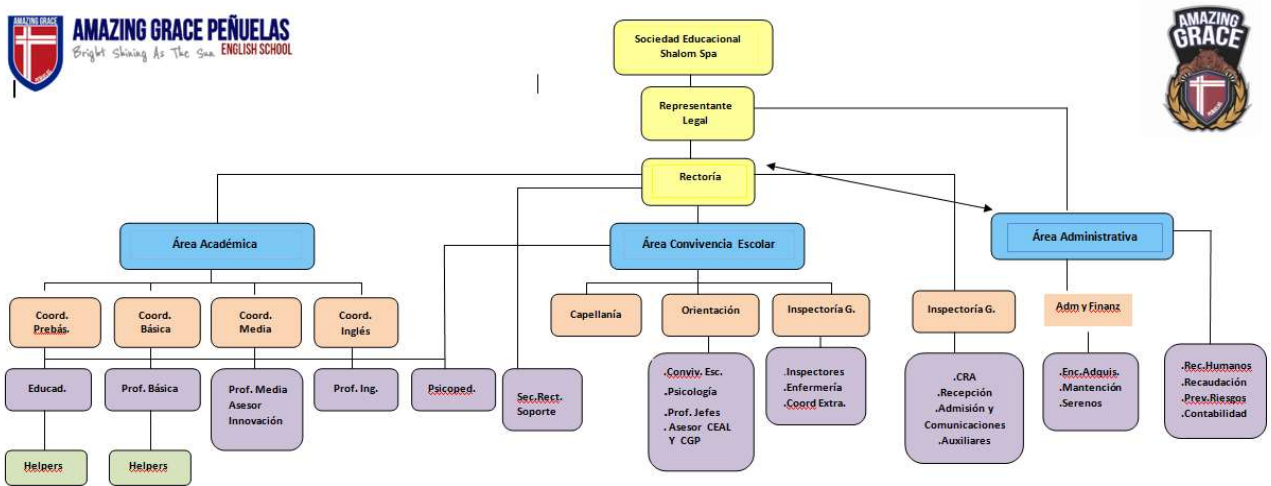 AMAZING GRACE
PEÑUELAS
AMAZING GRACE PEÑUELAS
Bright Shining As The Sun ENGLISH SCHOOL
AMAZING
GRACE
Sociedad Educacional
Shalom Spa
Representante
Legal
Rectoría
Área Académica
Área Convivencia Escolar
Área Administrativa
Coord.
Prebás.
Coord.
Básica
Coord.
Media
Coord.
Inglés
Capellanía
Orientación
Inspectoría G.
Inspectoría G.
Adm y Finanz
Educad.
Prof. Básica
Prof. Media
Asesor
Innovación
Prof. Ing.
Psicoped.
Sec.Rect.
Soporte
.Conviv. Esc.
.Psicología
.Prof. Jefes
. Asesor CEAL
Y CGP
.Inspectores
.Enfermería
.Coord Extra.
.CRA
.Recepción
.Admisión y
Comunicaciones
.Auxiliares
.Enc.Adquis.
.Mantención
.Serenos
.Rec.Humanos
.Recaudación
.Prev.Riesgos
.Contabilidad
Helpers
Helpers